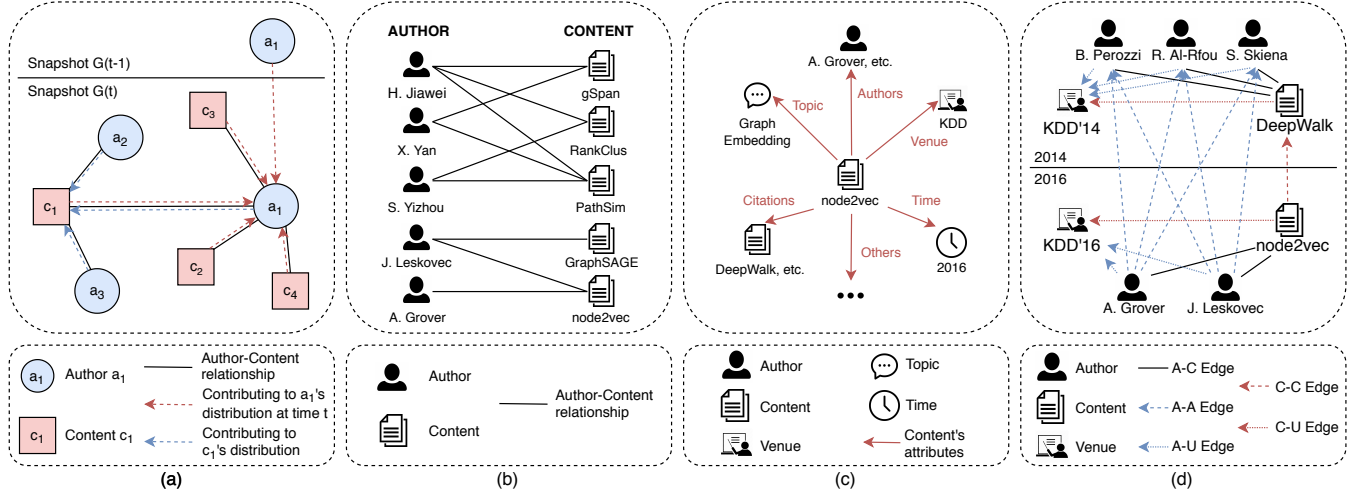 a1
Snapshot G(t-1)
Snapshot G(t)
c3
a2
c1
a1
c2
a3
c4
a1
Author a1
Author-Content
relationship
Contributing to a1's
distribution at time t
c1
Content c1
Contributing to
c1's distribution
(a)
AUTHOR
CONTENT
H. Jiawei
gSpan
X. Yan
RankClus
S. Yizhou
PathSim
J. Leskovec
GraphSAGE
A. Grover
node2vec
Author
Content
Author-Content
relationship
(b)
A. Grover, etc.
Topic
Authors
Graph
Embedding
KDD
Venue
node2vec
Citations
Time
DeepWalk, etc.
2016
Others
Author
Topic
Content
Time
Venue
Content's
attributes
(c)
B. Perozzi
R. Al-Rfou
S. Skiena
KDD'14
DeepWalk
2014
2016
KDD'16
node2vec
A. Grover
J. Leskovec
Author
A-C Edge
C-C Edge
Content
A-A Edge
C-U Edge
Venue
A-U Edge
(d)